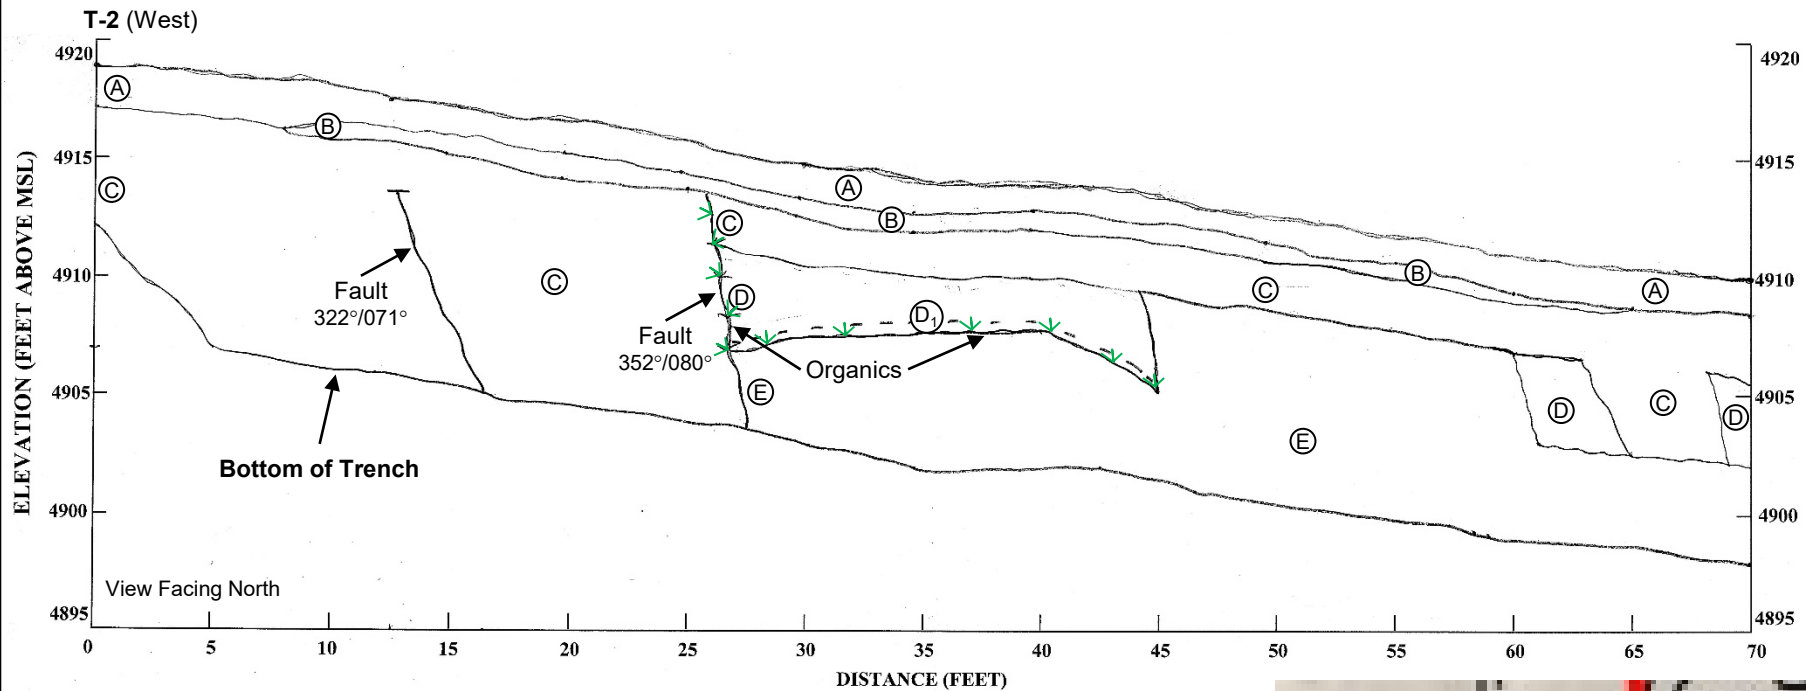 T-2 (West)
4920
4920
A
B
4915
4915
C
A
C
B
4910
C
B
C
A
4910
Fault
322°/071°
D
Fault
352°/080°
D1
Organics
4905
E
D
C
D
4905
E
Bottom of Trench
4900
4900
View Facing North
4895
4895
ELEVATION (FEET ABOVE MSL)
0 5 10 15 20 25 30 35 40 45 50 55 60 65 70
DISTANCE (FEET)